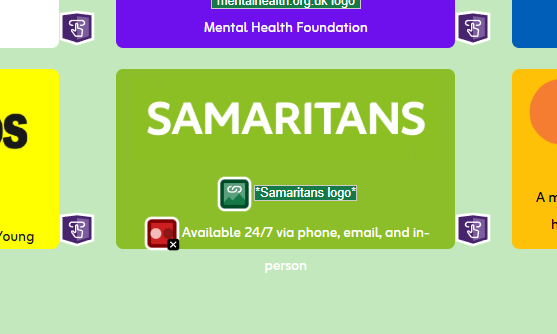 mentalhealth.org.uk logo
Mental Health Foundation
OS
SAMARITANS
*Samaritans logo*
Available 24/7 via phone, email, and in-
person
Young
A m
h